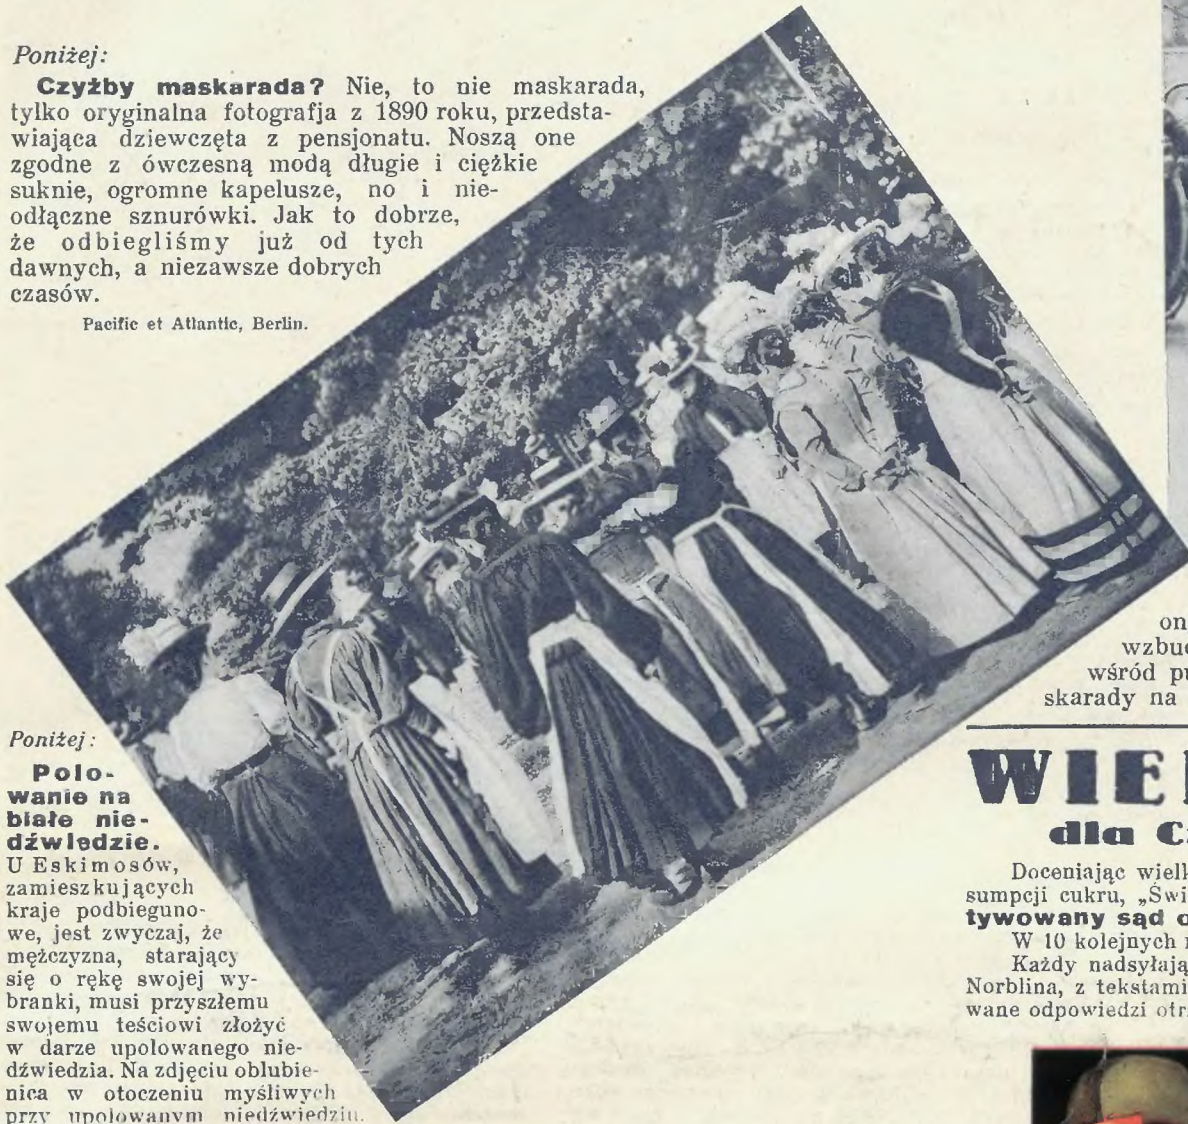 Poniżej:
Czyżby maskarada? Nie, to nie maskarada,
tylko oryginalna fotografja z 1890 roku, przedsta-
wiająca dziewczęta z pensjonatu. Noszą one
zgodne z ówczesną modą długie i ciężkie
suknie, ogromne kapelusze, no i nie-
odłączne sznurówki. Jak to dobrze,
że odbiegliśmy już od tych
dawnych, a niezawsze dobrych
czasów.
Pacific et Atlantic, Berlin.
Poniżej:
Polo-
wanie na
białe nie-
dźwiedzie.
U Eskimosów,
zamieszkujących
kraje podbieguno-
we, jest zwyczaj, że
mężczyzna, starający
się o rękę swojej wy-
branki, musi przyszłemu
swojemu teściowi złożyć
w darze upolowanego nie-
dźwiedzia. Na zdjęciu oblubie-
nica w otoczeniu myśliwych
przy upolowanym niedźwiedziu.
on
wzbud
wśród pu
skarady na
WIE
dla C
Doceniając wielk
sumpcji cukru, „Świ
tywowany sąd o
W 10 kolejnych
Każdy nadsyłają
Norblina, z tekstami
wane odpowiedzi otr